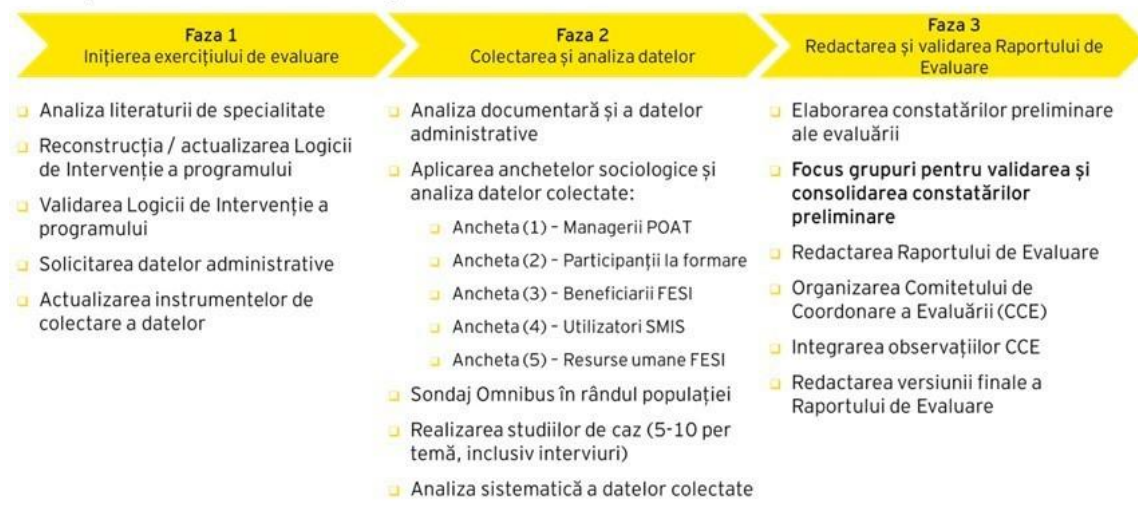 Faza 1
Inițierea exercițiului de evaluare
Analiza literaturii de specialitate
Reconstrucția / actualizarea Logicii
de Intervenție a programului
Validarea Logicii de Intervenție a
programului
Solicitarea datelor administrative
Actualizarea instrumentelor de
colectare a datelor
Faza 2
Colectarea și analiza datelor
Analiza documentară și a datelor
administrative
Aplicarea anchetelor sociologice și
analiza datelor colectate:
Ancheta (1) – Managerii POAT
Ancheta (2) – Participanții la formare
Ancheta (3) – Beneficiarii FESI
Ancheta (4) – Utilizatori SMIS
Ancheta (5) – Resurse umane FESI
Sondaj Omnibus în rândul populației
Realizarea studiilor de caz (5-10 per
temă, inclusiv interviuri)
Analiza sistematică a datelor colectate
Faza 3
Redactarea și validarea Raportului de
Evaluare
Elaborarea constatărilor preliminare
ale evaluării
Focus grupuri pentru validarea și
consolidarea constatărilor
preliminare
Redactarea Raportului de Evaluare
Organizarea Comitetului de
Coordonare a Evaluării (CCE)
Integrarea observațiilor CCE
Redactarea versiunii finale a
Raportului de Evaluare